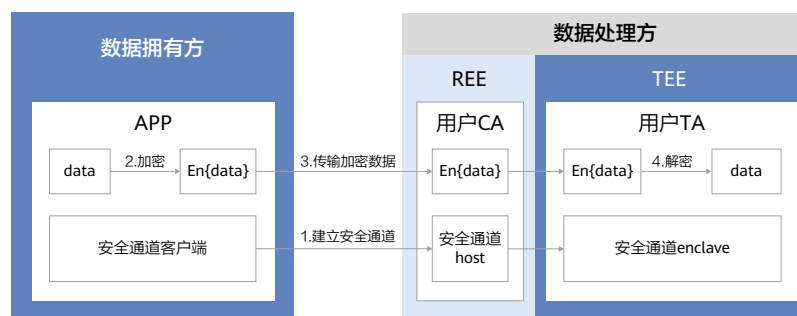 数据拥有方
数据处理方
REE
TEE
APP
用户CA
用户TA
data
2.加密
En{data}
3.传输加密数据
En{data}
En{data}
4.解密
data
安全通道客户端
1.建立安全通道
安全通道
host
安全通道enclave